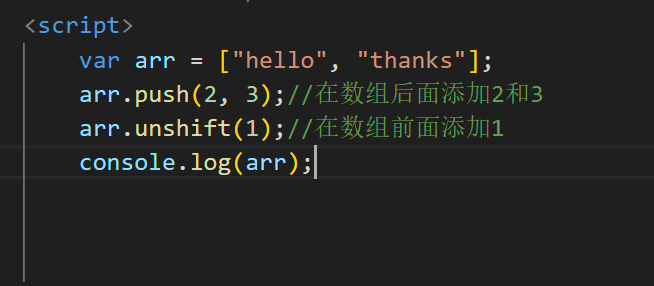 <script>
var arr = ["hello", "thanks"];
arr.push(2, 3);//在数组后面添加2和3
arr.unshift(1);//在数组前面添加1
console.log(arr);